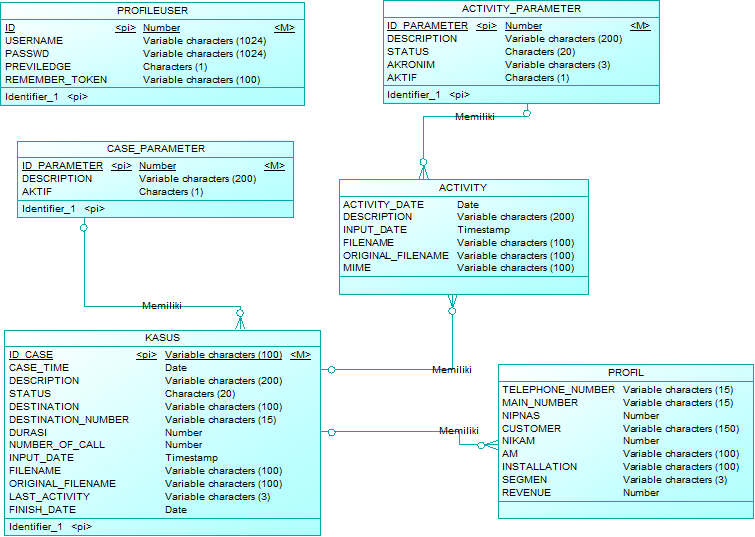 PROFILEUSER
ID <pi> Number <M>
USERNAME Variable characters (1024)
PASSWD Variable characters (1024)
PREVILEDGE Characters (1)
REMEMBER_TOKEN Variable characters (100)
Identifier_1 <pi>
ACTIVITY_PARAMETER
ID_PARAMETER <pi> Number <M>
DESCRIPTION Variable characters (200)
STATUS Characters (20)
AKRONIM Variable characters (3)
AKTIF Characters (1)
Identifier_1 <pi>
Memiliki
CASE_PARAMETER
ID_PARAMETER <pi> Number <M>
DESCRIPTION Variable characters (200)
AKTIF Characters (1)
Identifier_1 <pi>
ACTIVITY
ACTIVITY_DATE Date
DESCRIPTION Variable characters (200)
INPUT_DATE Timestamp
FILENAME Variable characters (100)
ORIGINAL_FILENAME Variable characters (100)
MIME Variable characters (100)
Memiliki
KASUS
ID_CASE <pi> Variable characters (100) <M>
CASE_TIME Date
DESCRIPTION Variable characters (200)
STATUS Characters (20)
DESTINATION Variable characters (100)
DESTINATION_NUMBER Variable characters (15)
DURASI Number
NUMBER_OF_CALL Number
INPUT_DATE Timestamp
FILENAME Variable characters (100)
ORIGINAL_FILENAME Variable characters (100)
LAST_ACTIVITY Variable characters (3)
FINISH_DATE Date
Identifier_1 <pi>
Memiliki
Memiliki
PROFIL
TELEPHONE_NUMBER Variable characters (15)
MAIN_NUMBER Variable characters (15)
NIPNAS Number
CUSTOMER Variable characters (150)
NIKAM Number
AM Variable characters (100)
INSTALLATION Variable characters (100)
SEGMEN Variable characters (3)
REVENUE Number